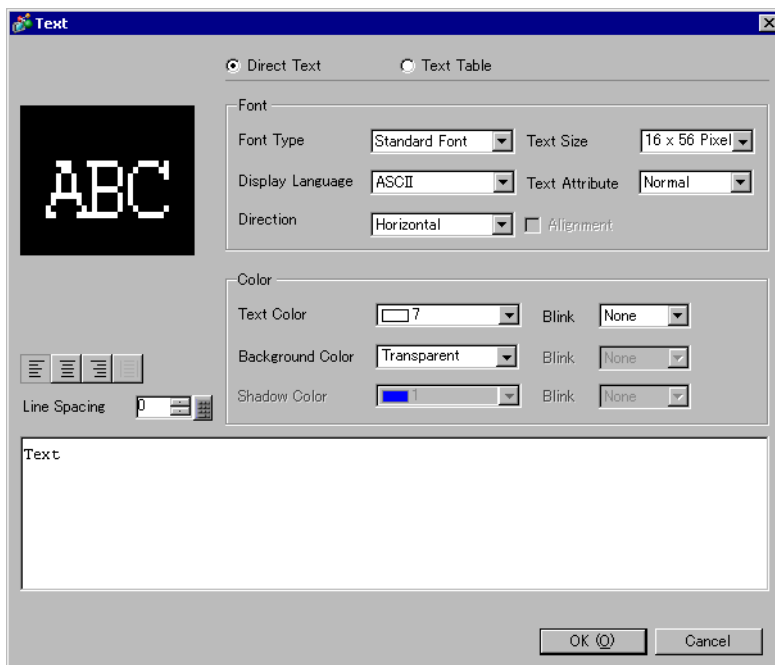 Text
Direct Text Text Table
Font
ABC
Font Type Standard Font Text Size 16 x 56 Pixel
Display Language ASCII Text Attribute Normal
Direction Horizontal Alignment
Color
Text Color 7 Blink None
Background Color Transparent Blink None
Shadow Color 1 Blink None
Line Spacing 0
Text
OK (O) Cancel